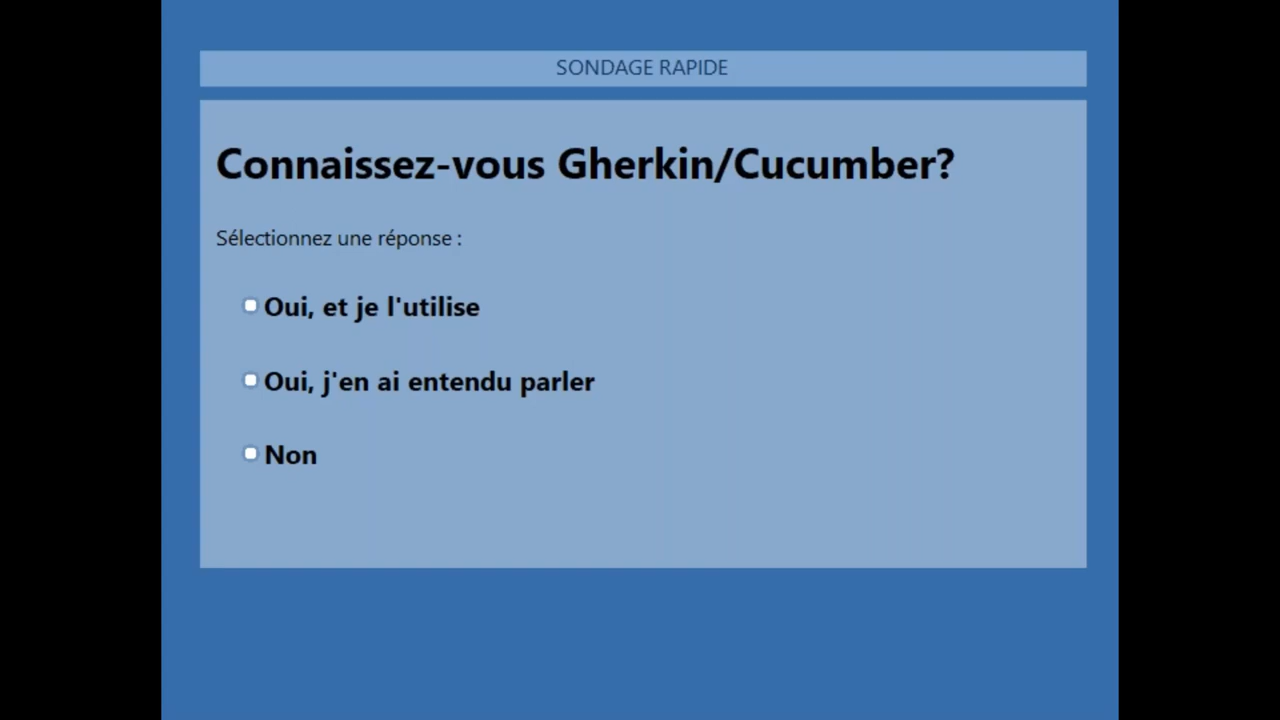 SONDAGE RAPIDE
Connaissez-vous Gherkin/Cucumber?
Sélectionnez une réponse :
Oui, et je l'utilise
Oui, j'en ai entendu parler
Non